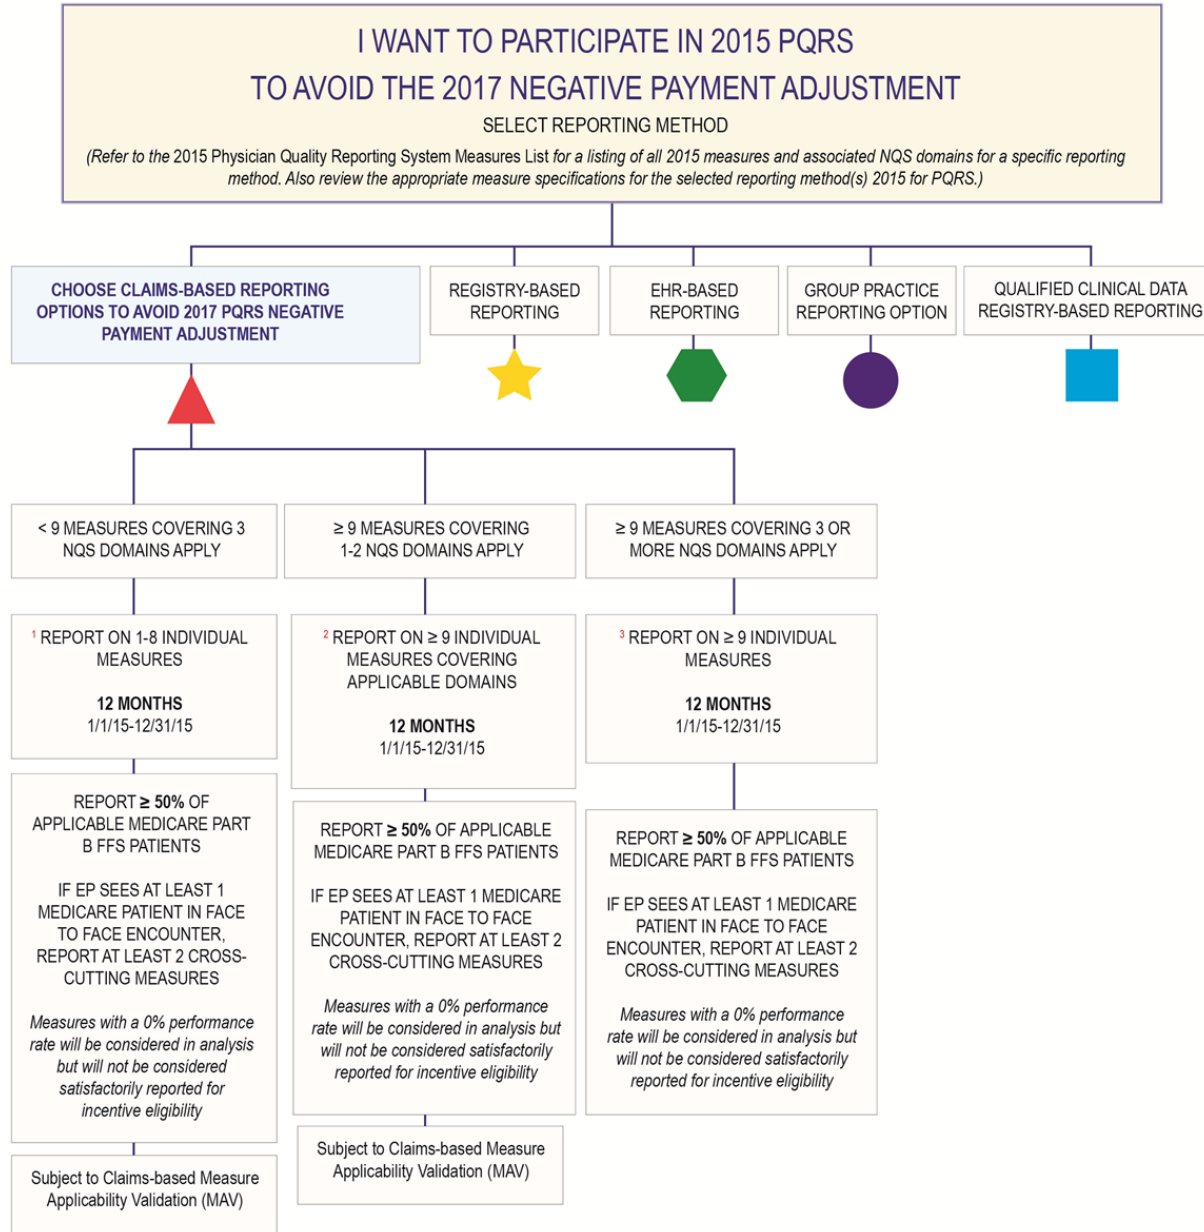 I WANT TO PARTICIPATE IN 2015 PQRS
TO AVOID THE 2017 NEGATIVE PAYMENT ADJUSTMENT
SELECT REPORTING METHOD
(Refer to the 2015 Physician Quality Reporting System Measures List for a listing of all 2015 measures and associated NQS domains for a specific reporting
method. Also review the appropriate measure specifications for the selected reporting method(s) 2015 for PQRS.)
CHOOSE CLAIMS-BASED REPORTING
OPTIONS TO AVOID 2017 PQRS NEGATIVE
PAYMENT ADJUSTMENT
REGISTRY-BASED
REPORTING
EHR-BASED
REPORTING
GROUP PRACTICE
REPORTING OPTION
QUALIFIED CLINICAL DATA
REGISTRY-BASED REPORTING
< 9 MEASURES COVERING 3
NQS DOMAINS APPLY
≥ 9 MEASURES COVERING
1-2 NQS DOMAINS APPLY
≥ 9 MEASURES COVERING 3 OR
MORE NQS DOMAINS APPLY
1 REPORT ON 1-8 INDIVIDUAL
MEASURES
12 MONTHS
1/1/15-12/31/15
2 REPORT ON ≥ 9 INDIVIDUAL
MEASURES COVERING
APPLICABLE DOMAINS
12 MONTHS
1/1/15-12/31/15
3 REPORT ON ≥ 9 INDIVIDUAL
MEASURES
12 MONTHS
1/1/15-12/31/15
REPORT ≥ 50% OF
APPLICABLE MEDICARE PART
B FFS PATIENTS
IF EP SEES AT LEAST 1
MEDICARE PATIENT IN FACE
TO FACE ENCOUNTER,
REPORT AT LEAST 2 CROSS-
CUTTING MEASURES
Measures with a 0% performance
rate will be considered in analysis
but will not be considered
satisfactorily reported for
incentive eligibility
REPORT ≥ 50% OF APPLICABLE
MEDICARE PART B FFS PATIENTS
IF EP SEES AT LEAST 1 MEDICARE
PATIENT IN FACE TO FACE
ENCOUNTER, REPORT AT LEAST 2
CROSS-CUTTING MEASURES
Measures with a 0% performance
rate will be considered in analysis but
will not be considered satisfactorily
reported for incentive eligibility
REPORT ≥ 50% OF APPLICABLE
MEDICARE PART B FFS PATIENTS
IF EP SEES AT LEAST 1 MEDICARE
PATIENT IN FACE TO FACE
ENCOUNTER, REPORT AT LEAST 2
CROSS-CUTTING MEASURES
Measures with a 0% performance
rate will be considered in analysis but
will not be considered satisfactorily
reported for incentive eligibility
Subject to Claims-based Measure
Applicability Validation (MAV)
Subject to Claims-based Measure
Applicability Validation (MAV)